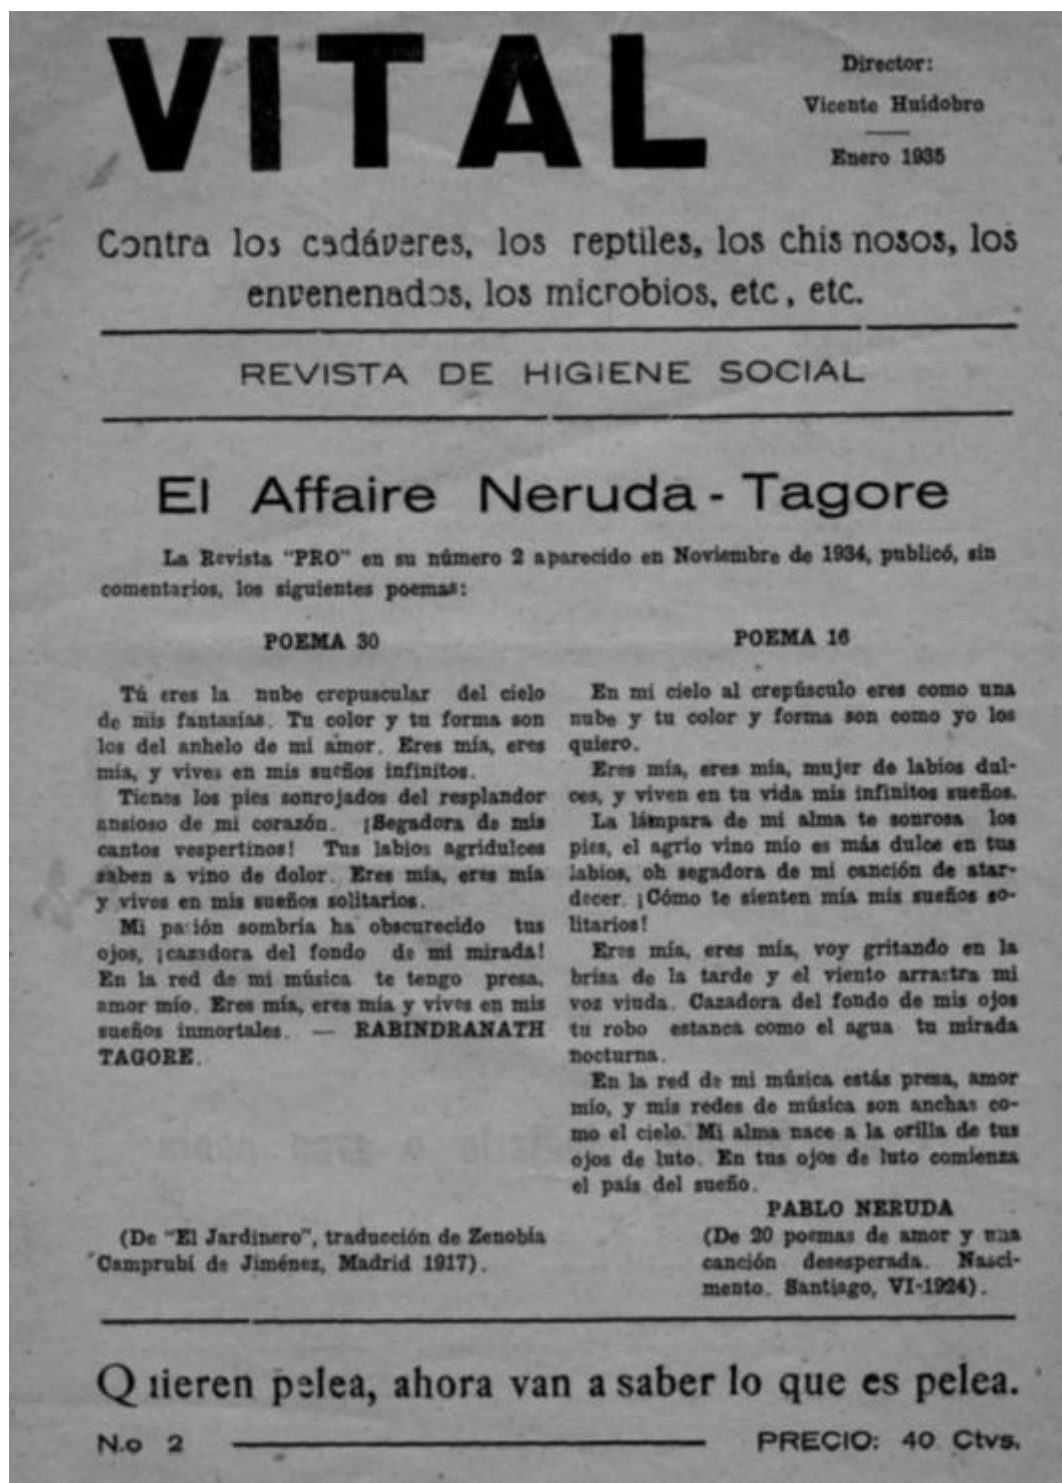 VITAL
Director:
Vicente Huidobro
Enero 1935
Contra los cadáveres, los reptiles, los chis nosos, los
envenenados, los microbios, etc, etc.
REVISTA DE HIGIENE SOCIAL
El Affaire Neruda - Tagore
La Revista "PRO" en su número 2 aparecido en Noviembre de 1934, publicó, sin
comentarios, los siguientes poemas:
POEMA 30
Tú eres la nube crepuscular del cielo
de mis fantasías. Tu color y tu forma son
los del anhelo de mi amor. Eres mía, eres
mía, y vives en mis sueños infinitos.
Tienes los pies sonrojados del resplandor
ansioso de mi corazón. ¡Segadora de mis
cantos vespertinos! Tus labios agridulces
saben a vino de dolor. Eres mía, eres mía
y vives en mis sueños solitarios.
Mi pasión sombría ha obscurecido tus
ojos, ¡cazadora del fondo de mi mirada!
En la red de mi música te tengo presa,
amor mío. Eres mía, eres mía y vives en mis
sueños inmortales. — RABINDRANATH
TAGORE.
(De "El Jardinero", traducción de Zenobia
Camprubí de Jiménez, Madrid 1917).
POEMA 16
En mi cielo al crepúsculo eres como una
nube y tu color y forma son como yo los
quiero.
Eres mía, eres mía, mujer de labios dul-
ces, y viven en tu vida mis infinitos sueños.
La lámpara de mi alma te sonrosa los
pies, el agrio vino mío es más dulce en tus
labios, oh segadora de mi canción de atar-
decer. ¡Cómo te sienten mía mis sueños so-
litarios!
Eres mía, eres mía, voy gritando en la
brisa de la tarde y el viento arrastra mi
voz viuda. Cazadora del fondo de mis ojos
tu robo estanca como el agua tu mirada
nocturna.
En la red de mi música estás presa, amor
mío, y mis redes de música son anchas co-
mo el cielo. Mi alma nace a la orilla de tus
ojos de luto. En tus ojos de luto comienza
el país del sueño.
PABLO NERUDA
(De 20 poemas de amor y una
canción desesperada. Nasci-
mento. Santiago, VI-1924).
Quieren pelea, ahora van a saber lo que es pelea.
N.o 2
PRECIO: 40 Ctvs.